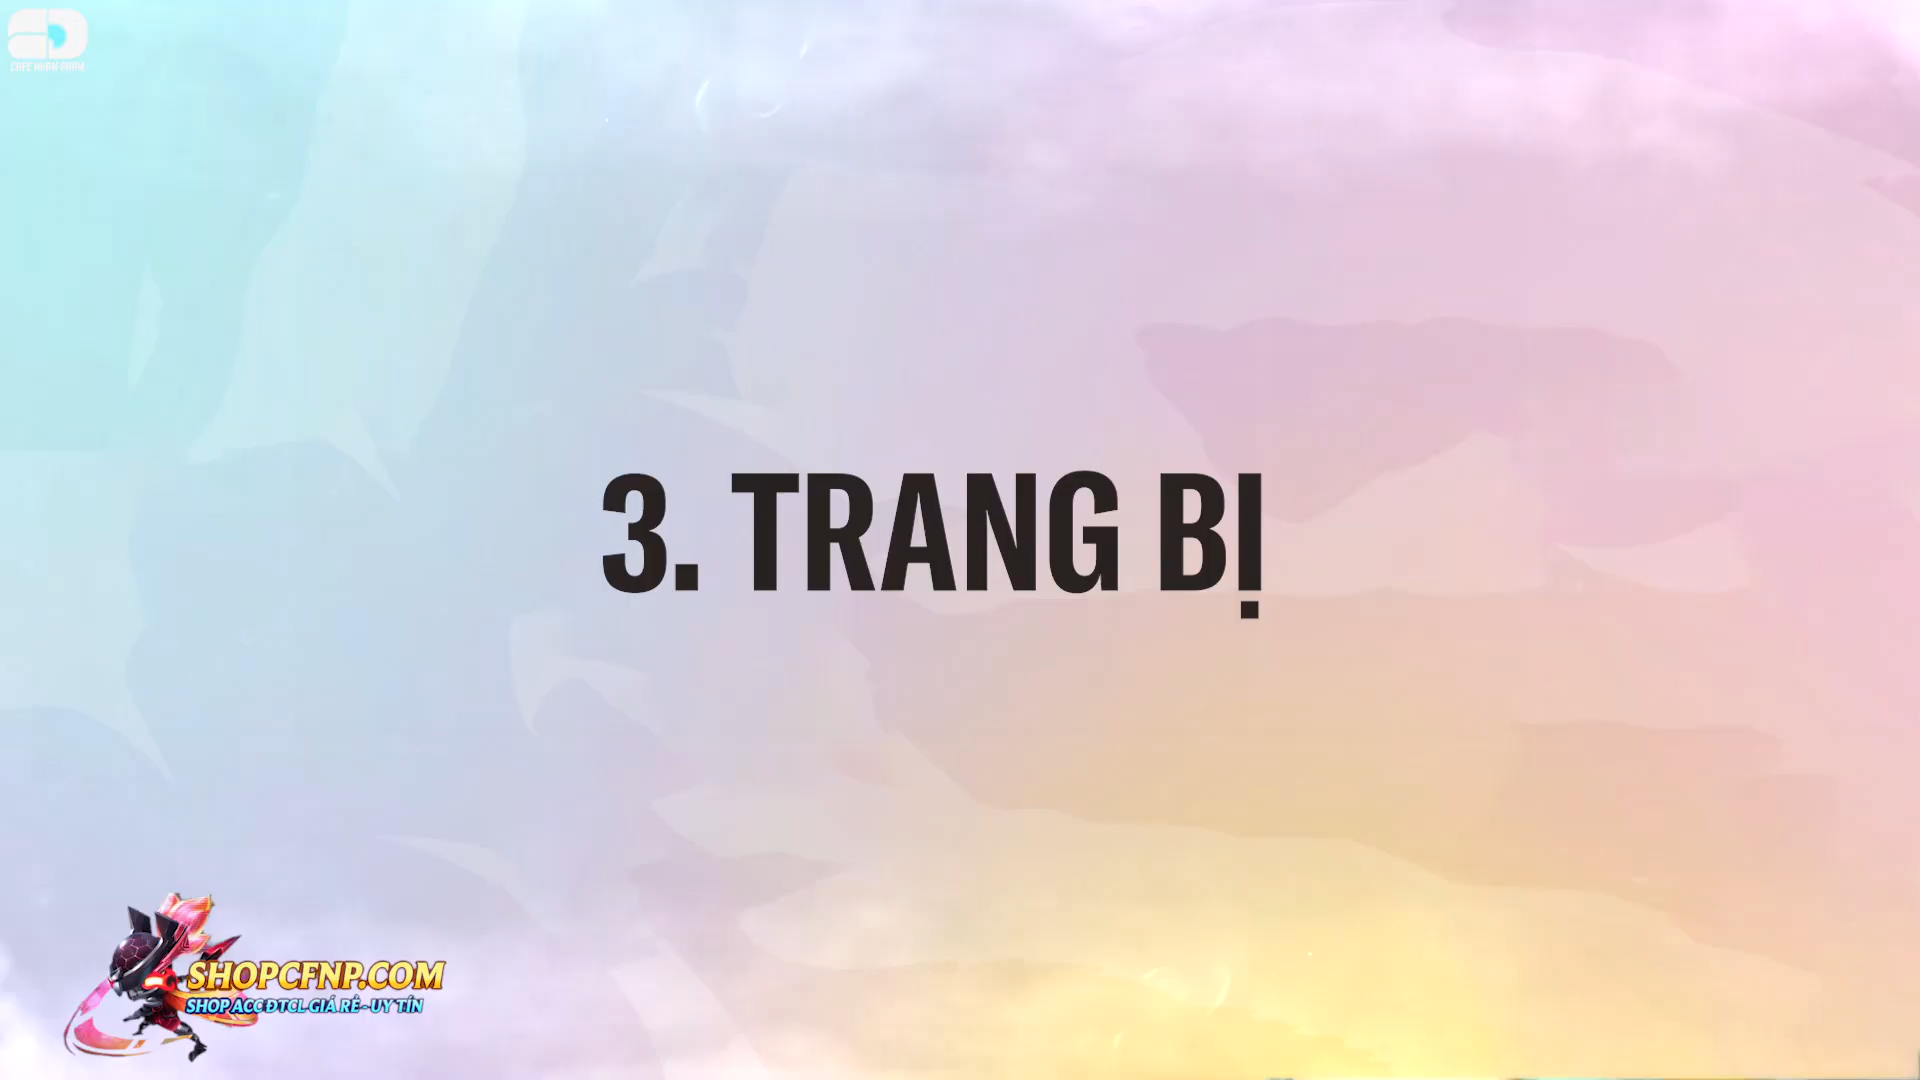 3. TRANG BỊ
SHOPCFNP.COM
SHOP ACC ĐTCL GIÁ RẺ - UY TÍN